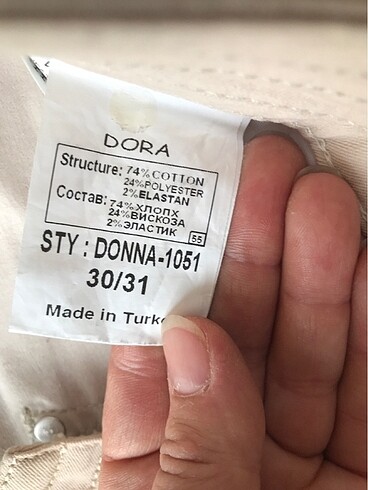 DORA
Structure: 74%COTTON
24%POLYESTER
2%ELASTAN
Состав: 74%ХЛОПХ
24%ВИСКОЗА
2%ЭЛАСТИК
55
STY : DONNA-1051
30/31
Made in Turke